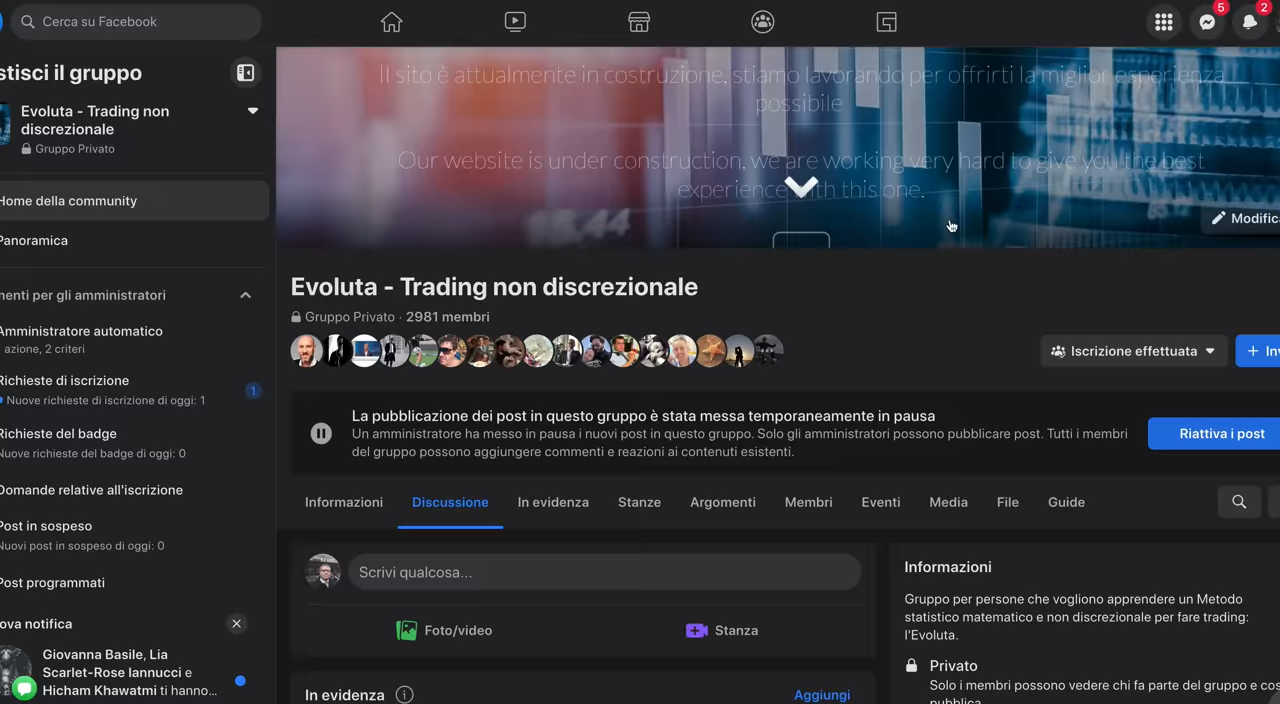 Cerca su Facebook
5
2
stisci il gruppo
Evoluta - Trading non
discrezionale
Gruppo Privato
Home della community
Panoramica
menti per gli amministratori
Amministratore automatico
azione, 2 criteri
Richieste di iscrizione
Nuove richieste di iscrizione di oggi: 1
1
Richieste del badge
Nuove richieste del badge di oggi: 0
Domande relative all'iscrizione
Post in sospeso
Nuovi post in sospeso di oggi: 0
Post programmati
ova notifica
Giovanna Basile, Lia
Scarlet-Rose Iannucci e
Hicham Khawatmi ti hanno...
Il sito è attualmente in costruzione, stiamo lavorando per offrirti la miglior esperienza
possibile
Our website is under construction, we are working very hard to give you the best
experience with this one.
68.44
Modifica
Evoluta - Trading non discrezionale
Gruppo Privato · 2981 membri
Iscrizione effettuata
+ Inv
La pubblicazione dei post in questo gruppo è stata messa temporaneamente in pausa
Un amministratore ha messo in pausa i nuovi post in questo gruppo. Solo gli amministratori possono pubblicare post. Tutti i membri
del gruppo possono aggiungere commenti e reazioni ai contenuti esistenti.
Riattiva i post
Informazioni
Discussione
In evidenza
Stanze
Argomenti
Membri
Eventi
Media
File
Guide
Scrivi qualcosa...
Foto/video
Stanza
In evidenza
Aggiungi
Informazioni
Gruppo per persone che vogliono apprendere un Metodo
statistico matematico e non discrezionale per fare trading:
l'Evoluta.
Privato
Solo i membri possono vedere chi fa parte del gruppo e cos
pubblica.